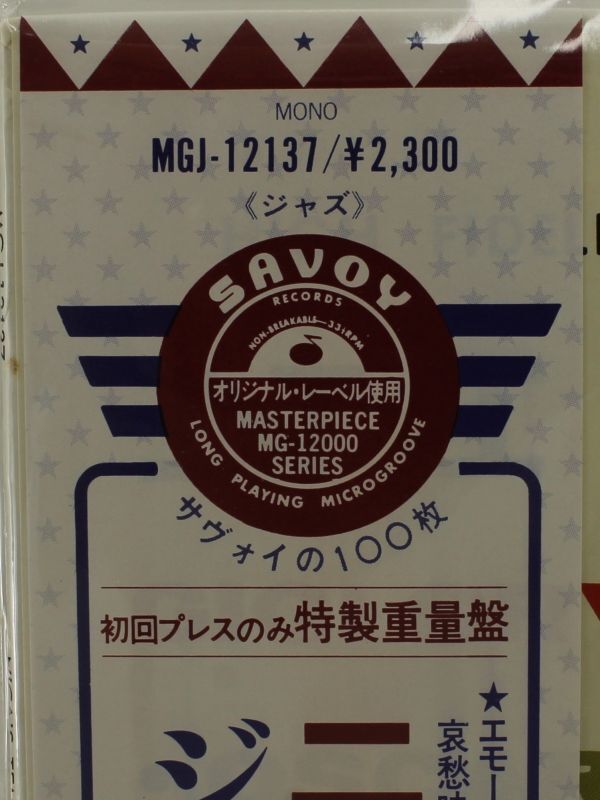 MONO
MGJ-12137/¥2,300
《ジャズ》
SAVOY
RECORDS
NON-BREAKABLE—33⅓RPM
オリジナル・レーベル使用
MASTERPIECE
MG-12000
SERIES
LONG PLAYING MICROGROOVE
サヴォイの100枚
初回プレスのみ特製重量盤
★エモー
哀愁
ジ